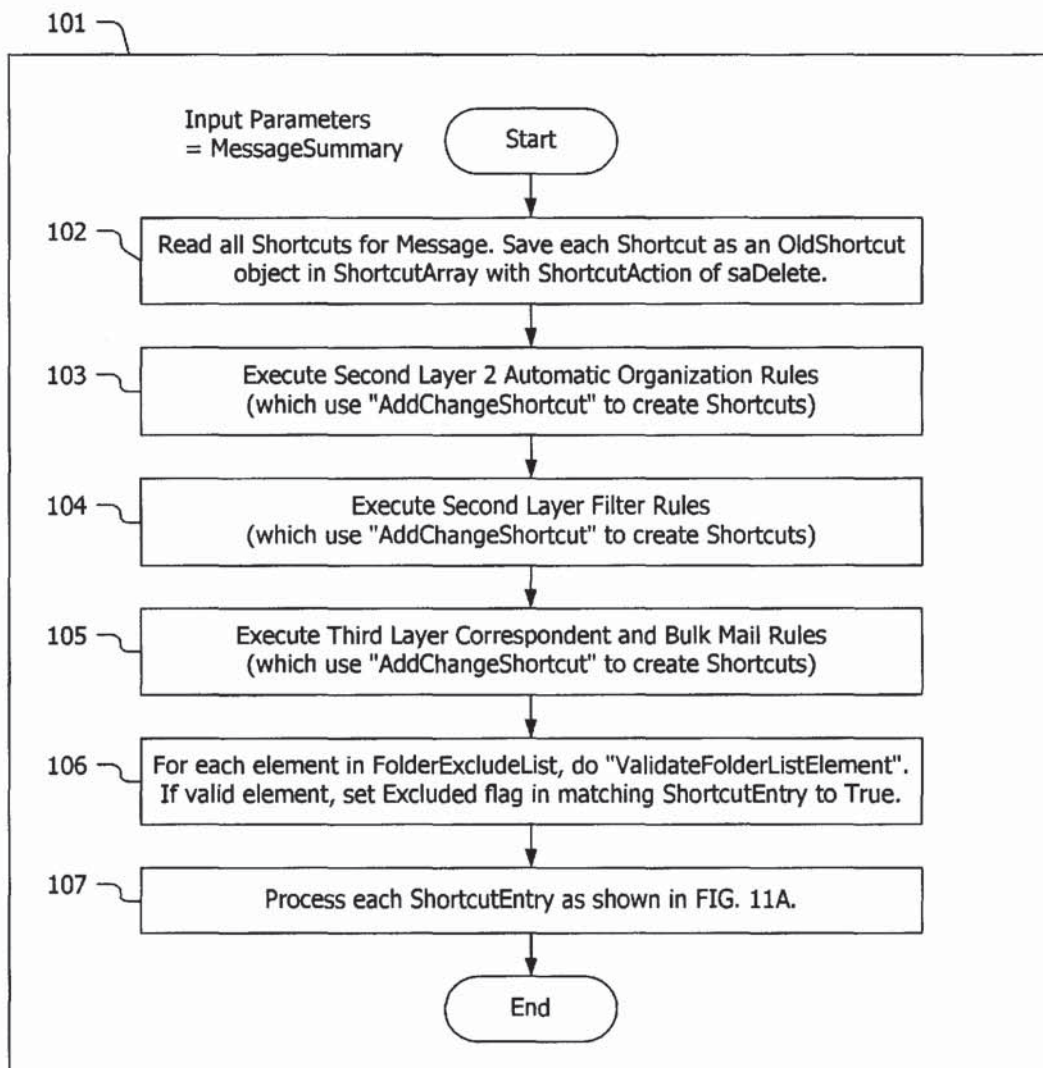 101
Input Parameters
= MessageSummary
Start
102
Read all Shortcuts for Message. Save each Shortcut as an OldShortcut
object in ShortcutArray with ShortcutAction of saDelete.
103
Execute Second Layer 2 Automatic Organization Rules
(which use "AddChangeShortcut" to create Shortcuts)
104
Execute Second Layer Filter Rules
(which use "AddChangeShortcut" to create Shortcuts)
105
Execute Third Layer Correspondent and Bulk Mail Rules
(which use "AddChangeShortcut" to create Shortcuts)
106
For each element in FolderExcludeList, do "ValidateFolderListElement".
If valid element, set Excluded flag in matching ShortcutEntry to True.
107
Process each ShortcutEntry as shown in FIG. 11A.
End